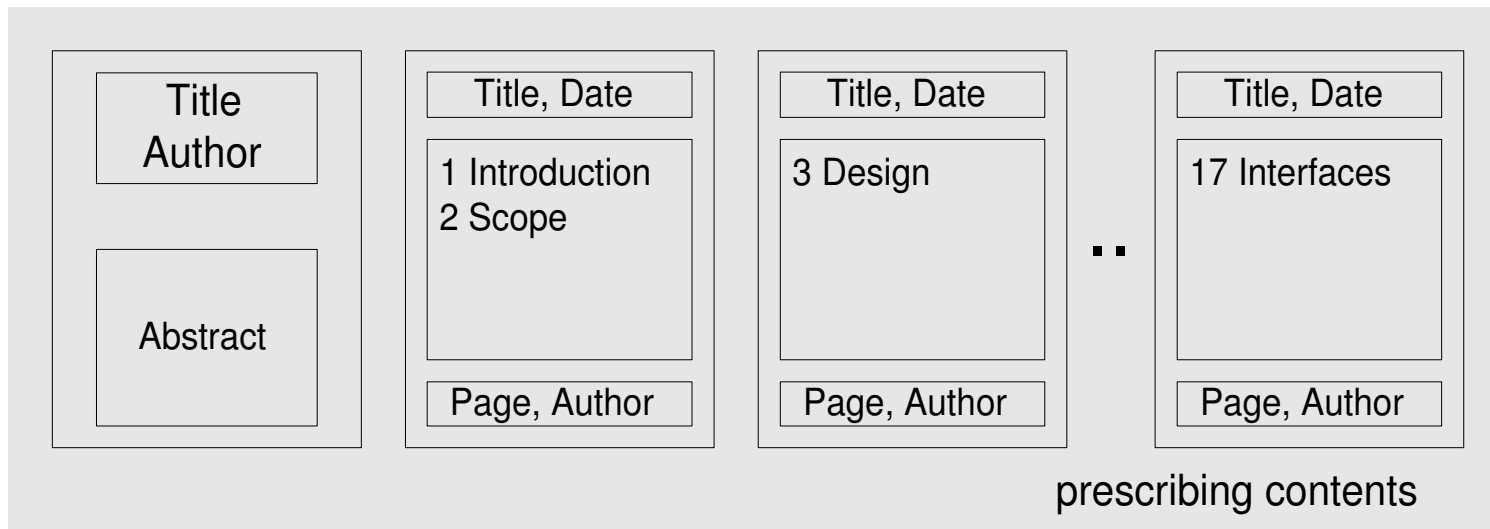 Title
Author
Abstract
Title, Date
1 Introduction
2 Scope
Page, Author
Title, Date
3 Design
Page, Author
..
Title, Date
17 Interfaces
Page, Author
prescribing contents